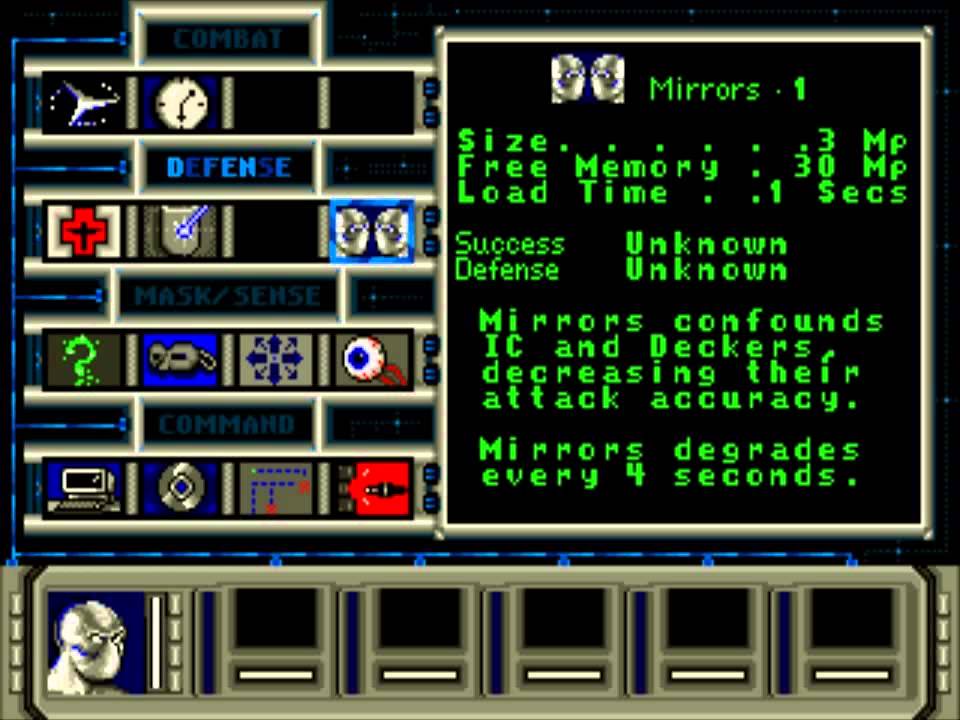 COMBAT
Mirrors · 1
Size. . . . . .3 Mp
Free Memory . 30 Mp
Load Time . .1 Secs
DEFENSE
Success Unknown
Defense Unknown
MASK/SENSE
Mirrors confounds
IC and Deckers,
decreasing their
attack accuracy.
COMMAND
Mirrors degrades
every 4 seconds.